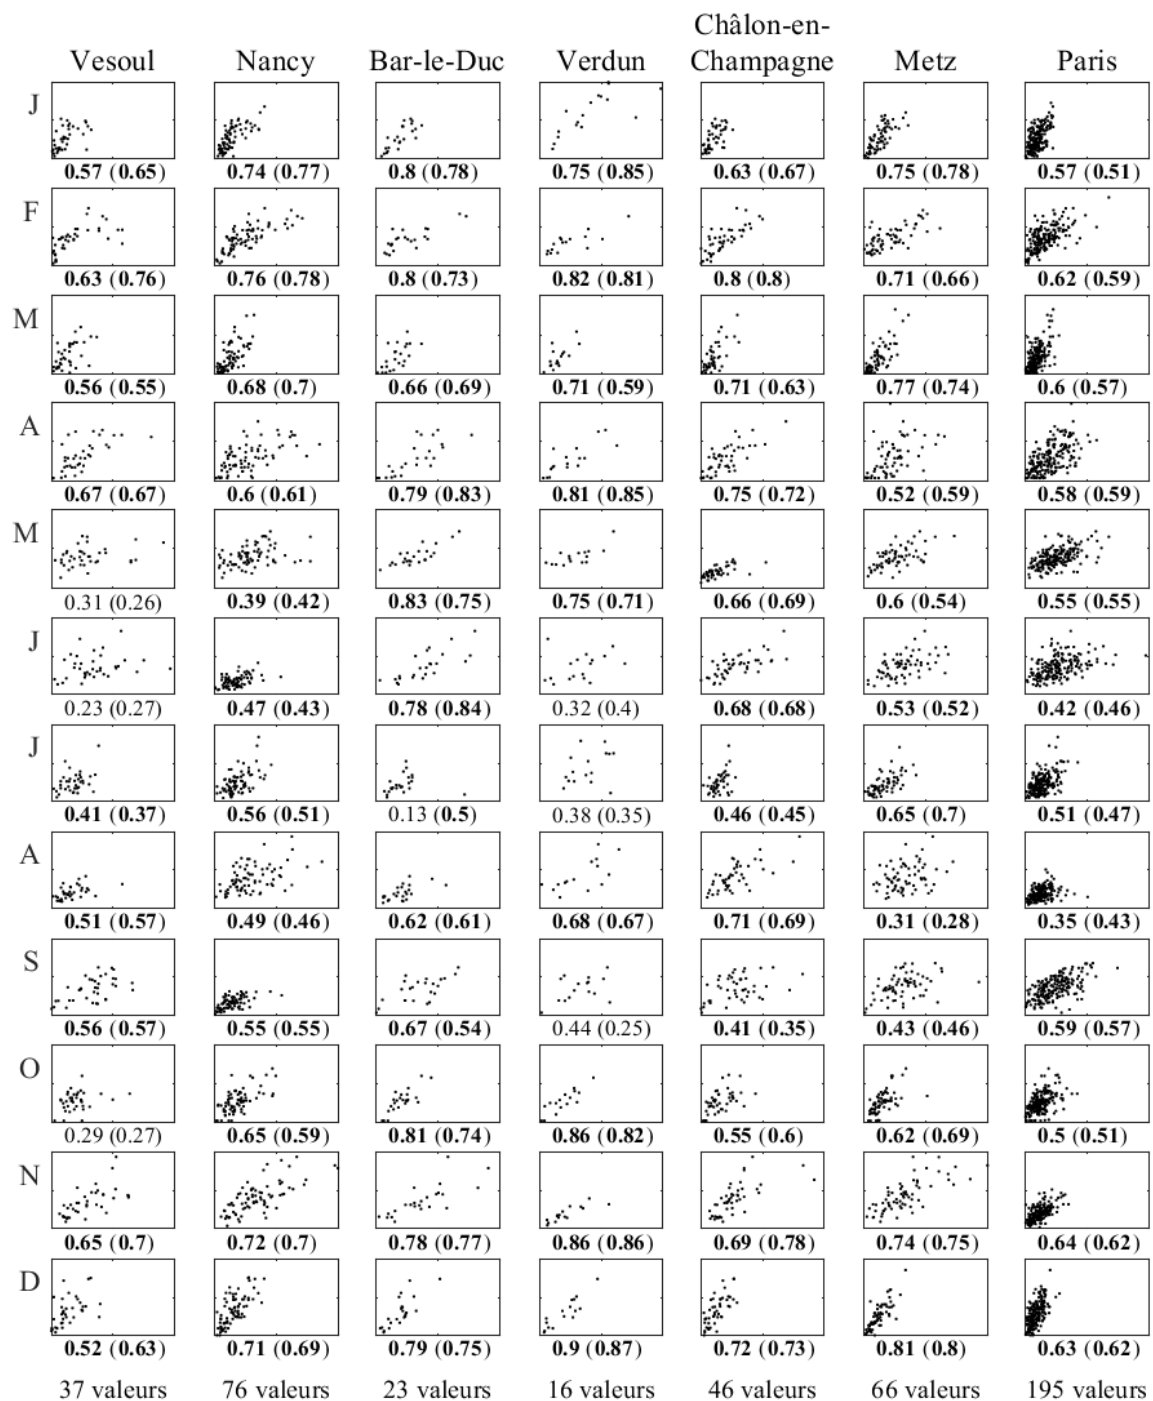 Châlon-en-
Vesoul Nancy Bar-le-Duc Verdun Champagne Metz Paris
J
0.57 (0.65) 0.74 (0.77) 0.8 (0.78) 0.75 (0.85) 0.63 (0.67) 0.75 (0.78) 0.57 (0.51)
F
0.63 (0.76) 0.76 (0.78) 0.8 (0.73) 0.82 (0.81) 0.8 (0.8) 0.71 (0.66) 0.62 (0.59)
M
0.56 (0.55) 0.68 (0.7) 0.66 (0.69) 0.71 (0.59) 0.71 (0.63) 0.77 (0.74) 0.6 (0.57)
A
0.67 (0.67) 0.6 (0.61) 0.79 (0.83) 0.81 (0.85) 0.75 (0.72) 0.52 (0.59) 0.58 (0.59)
M
0.31 (0.26) 0.39 (0.42) 0.83 (0.75) 0.75 (0.71) 0.66 (0.69) 0.6 (0.54) 0.55 (0.55)
J
0.23 (0.27) 0.47 (0.43) 0.78 (0.84) 0.32 (0.4) 0.68 (0.68) 0.53 (0.52) 0.42 (0.46)
J
0.41 (0.37) 0.56 (0.51) 0.13 (0.5) 0.38 (0.35) 0.46 (0.45) 0.65 (0.7) 0.51 (0.47)
A
0.51 (0.57) 0.49 (0.46) 0.62 (0.61) 0.68 (0.67) 0.71 (0.69) 0.31 (0.28) 0.35 (0.43)
S
0.56 (0.57) 0.55 (0.55) 0.67 (0.54) 0.44 (0.25) 0.41 (0.35) 0.43 (0.46) 0.59 (0.57)
O
0.29 (0.27) 0.65 (0.59) 0.81 (0.74) 0.86 (0.82) 0.55 (0.6) 0.62 (0.69) 0.5 (0.51)
N
0.65 (0.7) 0.72 (0.7) 0.78 (0.77) 0.86 (0.86) 0.69 (0.78) 0.74 (0.75) 0.64 (0.62)
D
0.52 (0.63) 0.71 (0.69) 0.79 (0.75) 0.9 (0.87) 0.72 (0.73) 0.81 (0.8) 0.63 (0.62)
37 valeurs 76 valeurs 23 valeurs 16 valeurs 46 valeurs 66 valeurs 195 valeurs